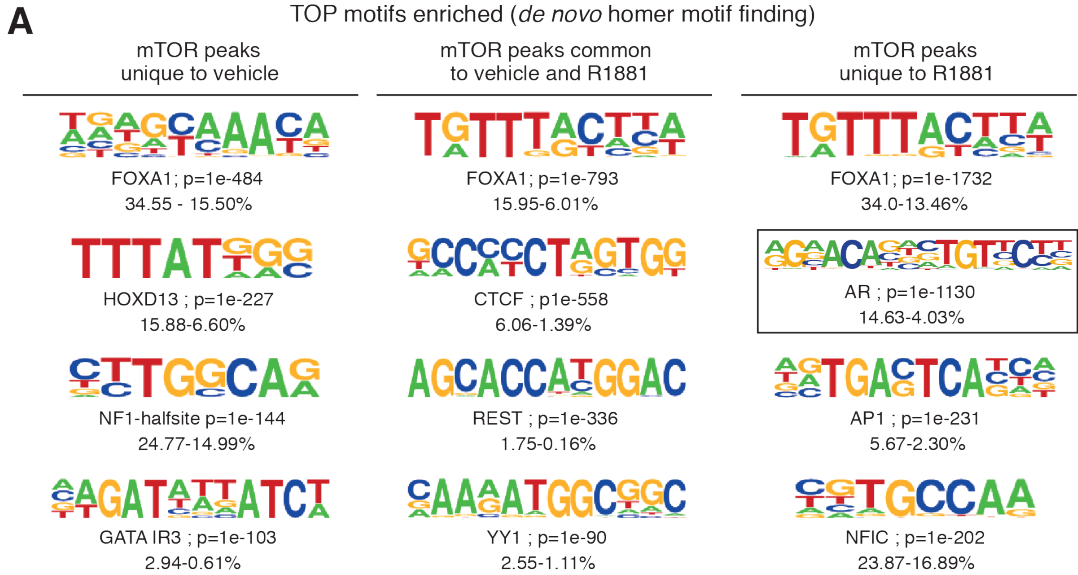 A
TOP motifs enriched (de novo homer motif finding)
mTOR peaks
unique to vehicle
mTOR peaks common
to vehicle and R1881
mTOR peaks
unique to R1881
FOXA1; p=1e-484
34.55 - 15.50%
FOXA1; p=1e-793
15.95-6.01%
FOXA1; p=1e-1732
34.0-13.46%
HOXD13 ; p=1e-227
15.88-6.60%
CTCF ; p1e-558
6.06-1.39%
AR ; p=1e-1130
14.63-4.03%
NF1-halfsite p=1e-144
24.77-14.99%
REST ; p=1e-336
1.75-0.16%
AP1 ; p=1e-231
5.67-2.30%
GATA IR3 ; p=1e-103
2.94-0.61%
YY1 ; p=1e-90
2.55-1.11%
NFIC ; p=1e-202
23.87-16.89%